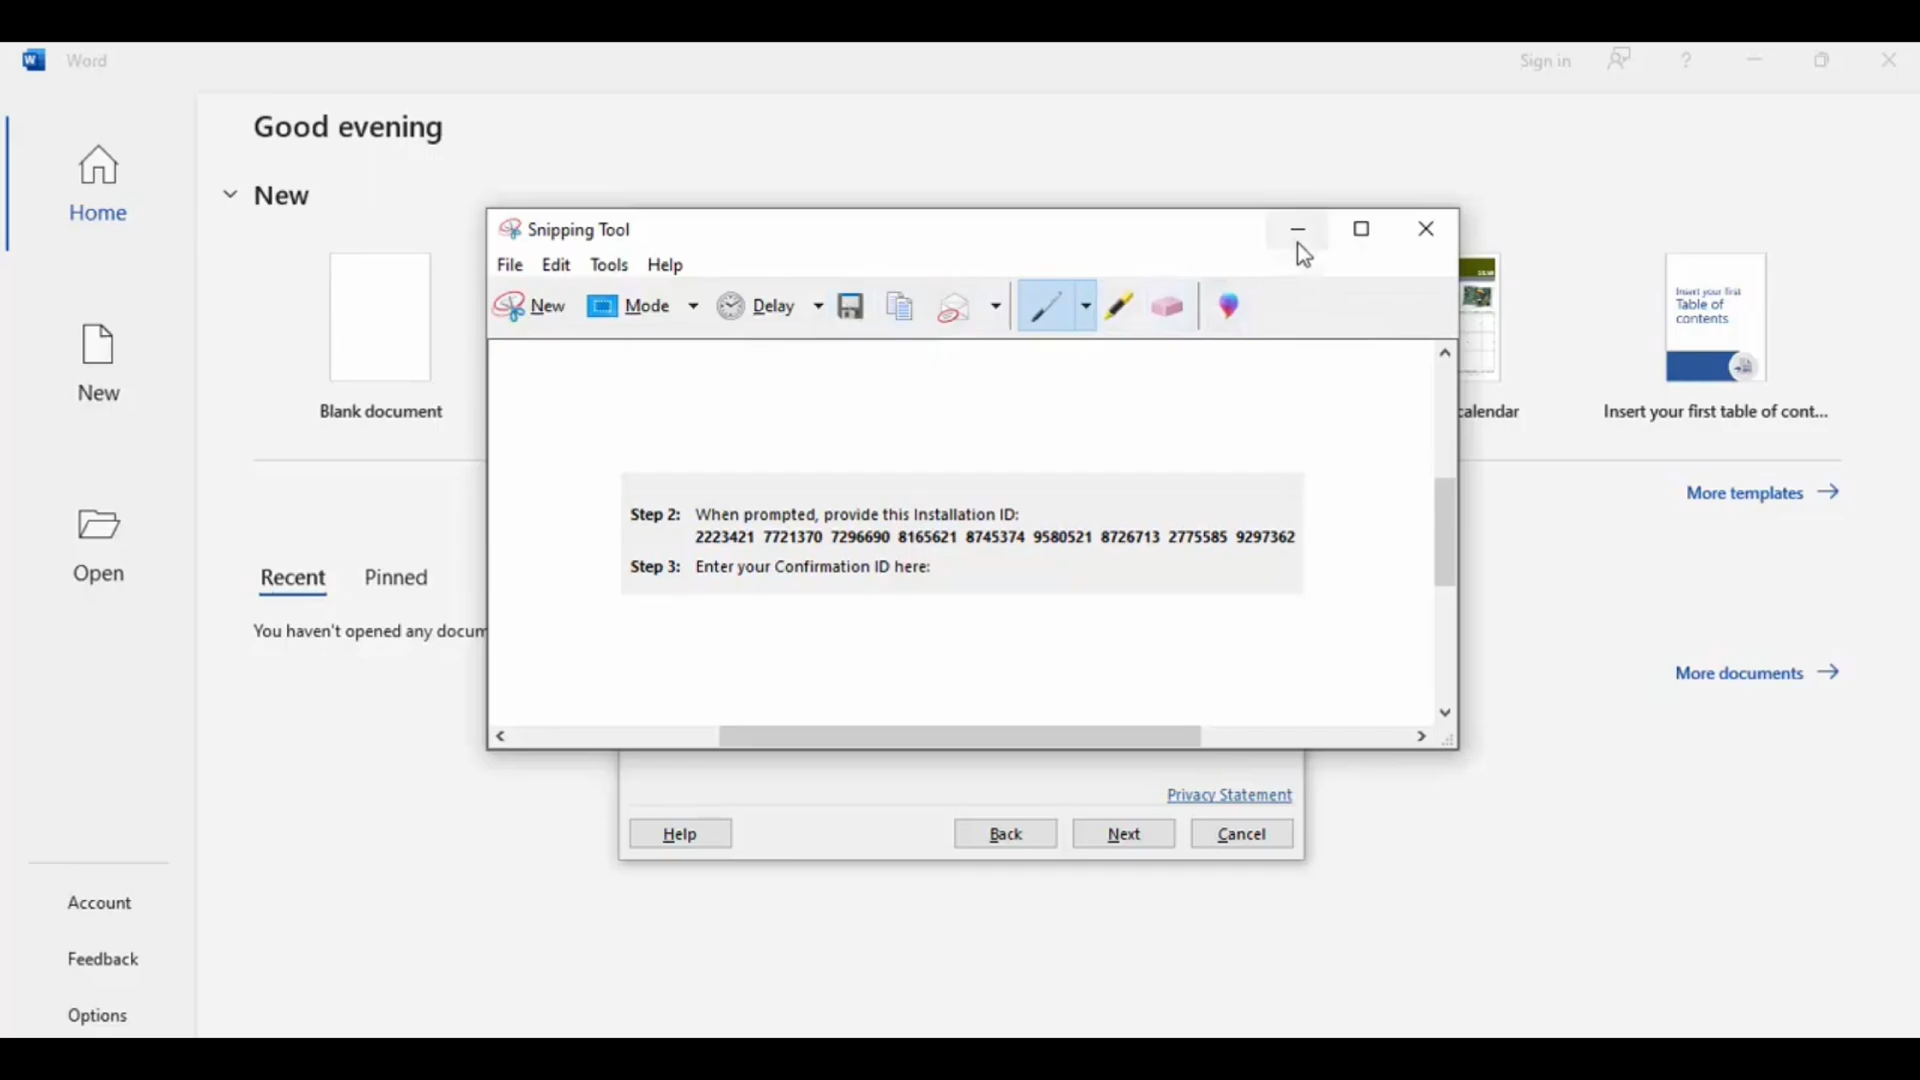 Word
Sign in
?
Good evening
Home
New
Snipping Tool
File Edit Tools Help
New Mode Delay
New
Blank document
Insert your first
Table of
contents
calendar
Insert your first table of cont...
More templates
Step 2: When prompted, provide this Installation ID:
2223421 7721370 7296690 8165621 8745374 9580521 8726713 2775585 9297362
Step 3: Enter your Confirmation ID here:
Open
Recent Pinned
You haven't opened any docum
More documents
Privacy Statement
Help Back Next Cancel
Account
Feedback
Options